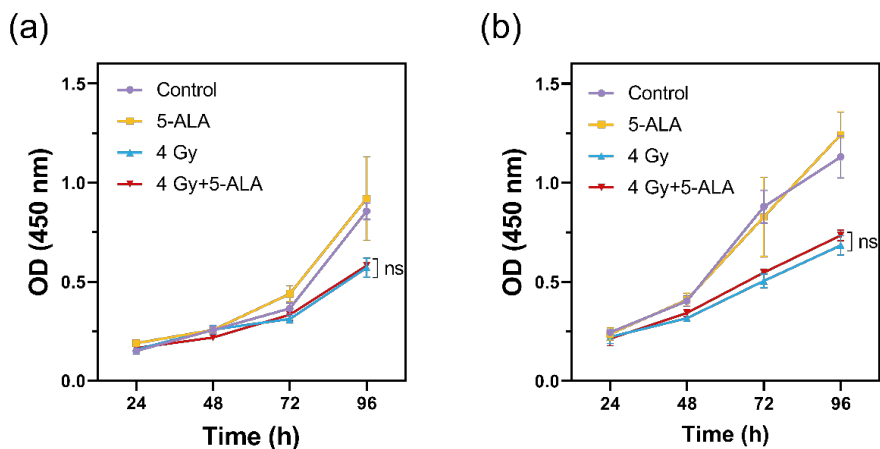 (a)
OD (450 nm)
1.5
1.0
0.5
0.0
Control
5-ALA
4 Gy
4 Gy+5-ALA
ns
24 48 72 96
Time (h)
(b)
OD (450 nm)
1.5
1.0
0.5
0.0
Control
5-ALA
4 Gy
4 Gy+5-ALA
ns
24 48 72 96
Time (h)